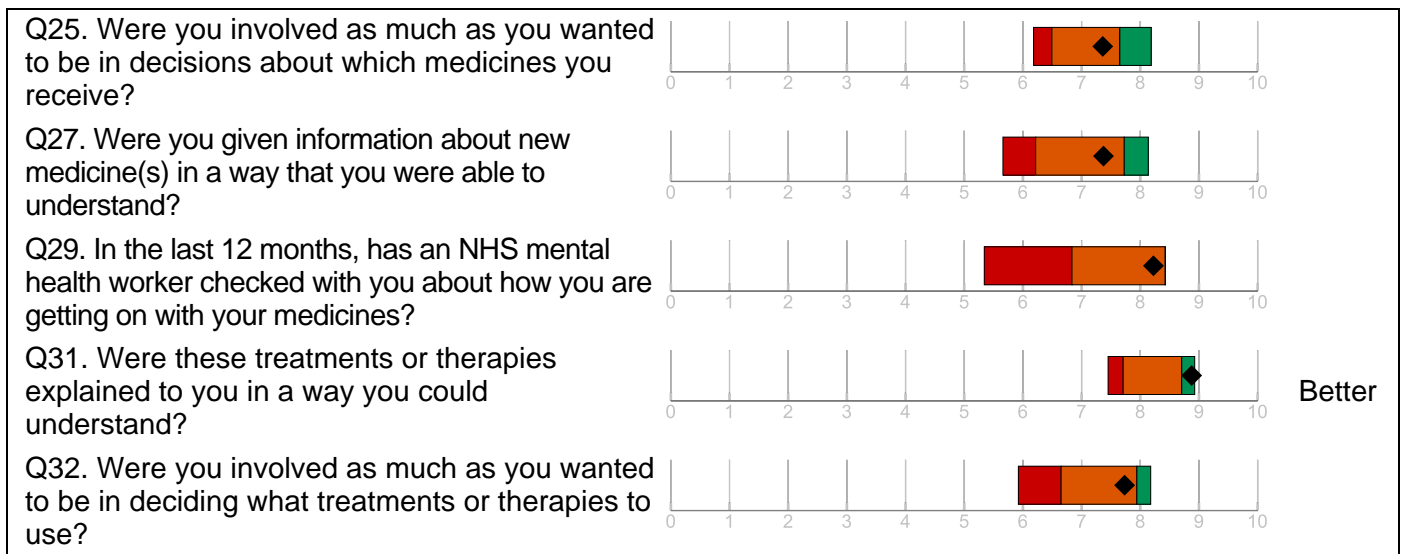 Q25. Were you involved as much as you wanted
to be in decisions about which medicines you
receive?
0 1 2 3 4 5 6 7 8 9 10
Q27. Were you given information about new
medicine(s) in a way that you were able to
understand?
0 1 2 3 4 5 6 7 8 9 10
Q29. In the last 12 months, has an NHS mental
health worker checked with you about how you are
getting on with your medicines?
0 1 2 3 4 5 6 7 8 9 10
Q31. Were these treatments or therapies
explained to you in a way you could
understand?
0 1 2 3 4 5 6 7 8 9 10
Better
Q32. Were you involved as much as you wanted
to be in deciding what treatments or therapies to
use?
0 1 2 3 4 5 6 7 8 9 10